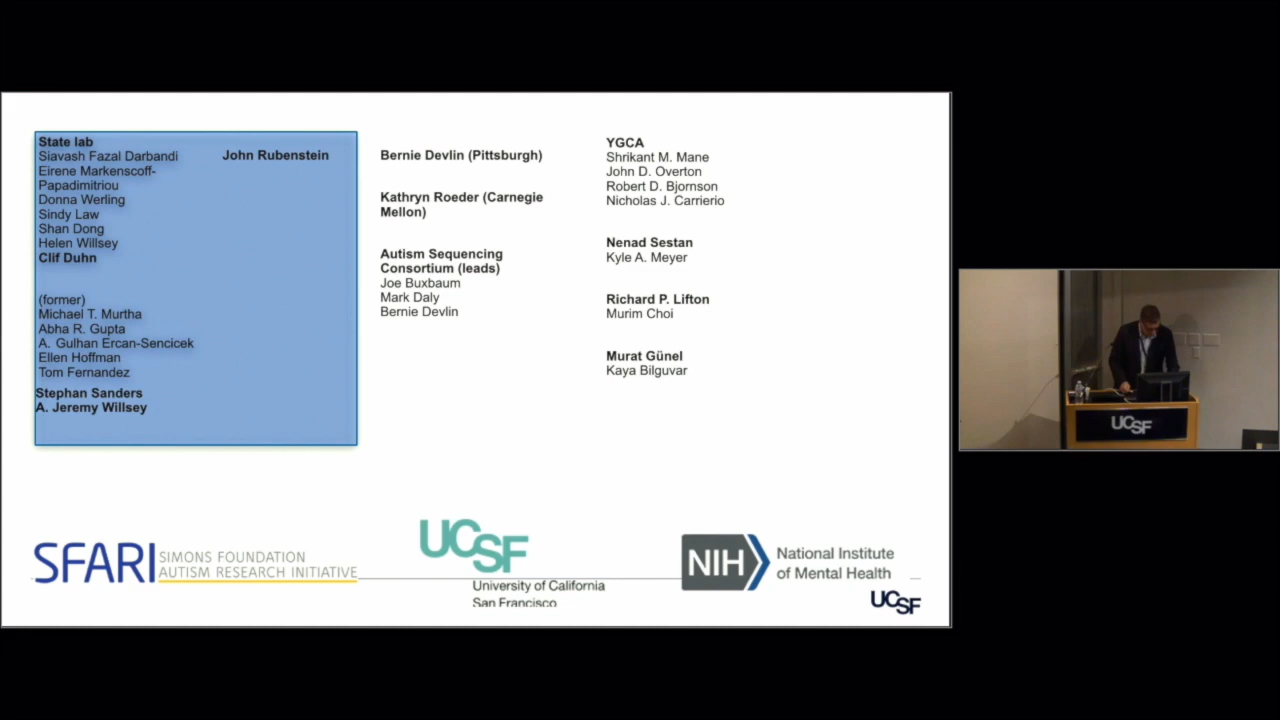 State lab
Siavash Fazal Darbandi
Eirene Markenscoff-
Papadimitriou
Donna Werling
Sindy Law
Shan Dong
Helen Willsey
Clif Duhn
(former)
Michael T. Murtha
Abha R. Gupta
A. Gulhan Ercan-Sencicek
Ellen Hoffman
Tom Fernandez
Stephan Sanders
A. Jeremy Willsey
John Rubenstein
Bernie Devlin (Pittsburgh)
Kathryn Roeder (Carnegie
Mellon)
Autism Sequencing
Consortium (leads)
Joe Buxbaum
Mark Daly
Bernie Devlin
YGCA
Shrikant M. Mane
John D. Overton
Robert D. Bjornson
Nicholas J. Carrierio
Nenad Sestan
Kyle A. Meyer
Richard P. Lifton
Murim Choi
Murat Günel
Kaya Bilguvar
SFARI
SIMONS FOUNDATION
AUTISM RESEARCH INITIATIVE
UCSF
University of California
San Francisco
NIH
National Institute
of Mental Health
UCSF
UCSF